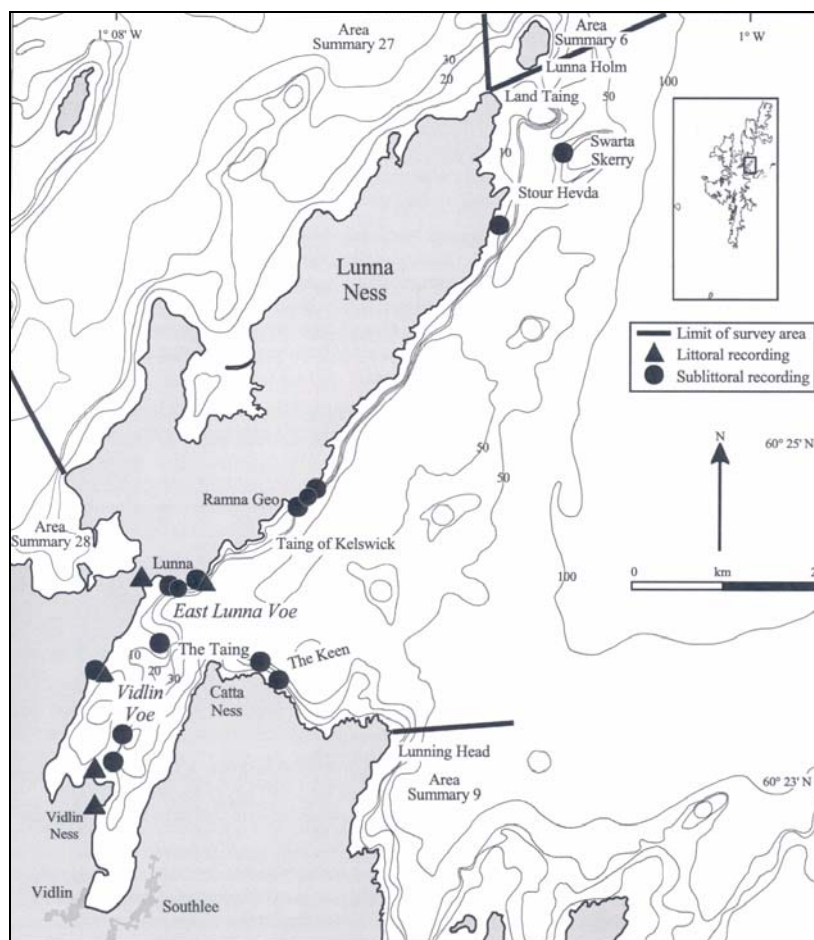 1° 08' W
Area
Summary 27
30
20
Area
Summary 6
1° W
Lunna Holm
100
50
Land Taing
10
Swarta
Skerry
Stour Hevda
Lunna
Ness
Limit of survey area
Littoral recording
Sublittoral recording
N
60° 25' N
50
50
Ramna Geo
Taing of Kelswick
Area
Summary 28
Lunna
100
0
km
2
East Lunna Voe
The Taing
The Keen
10
20
30
Vidlin
Voe
Catta
Ness
Lunning Head
Area
Summary 9
60° 23' N
Vidlin
Ness
Vidlin
Southlee